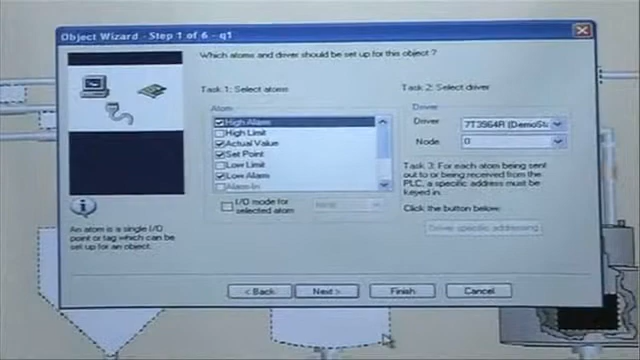 Object Wizard - Step 1 of 6 - q1
Which atoms and driver should be set up for this object ?
Task 1: Select atoms
Atom
High Alarm
High Limit
Actual Value
Set Point
Low Limit
Low Alarm
Alarm In
I/O mode for
selected atom
Task 2: Select driver
Driver
Driver
Node
0
Task 3: For each atom being sent
out to or being received from the
PLC, a specific address must be
keyed in.
Click the button below:
Driver specific addressing
An atom is a single I/O
point or tag which can be
set up for an object.
< Back
Next >
Finish
Cancel